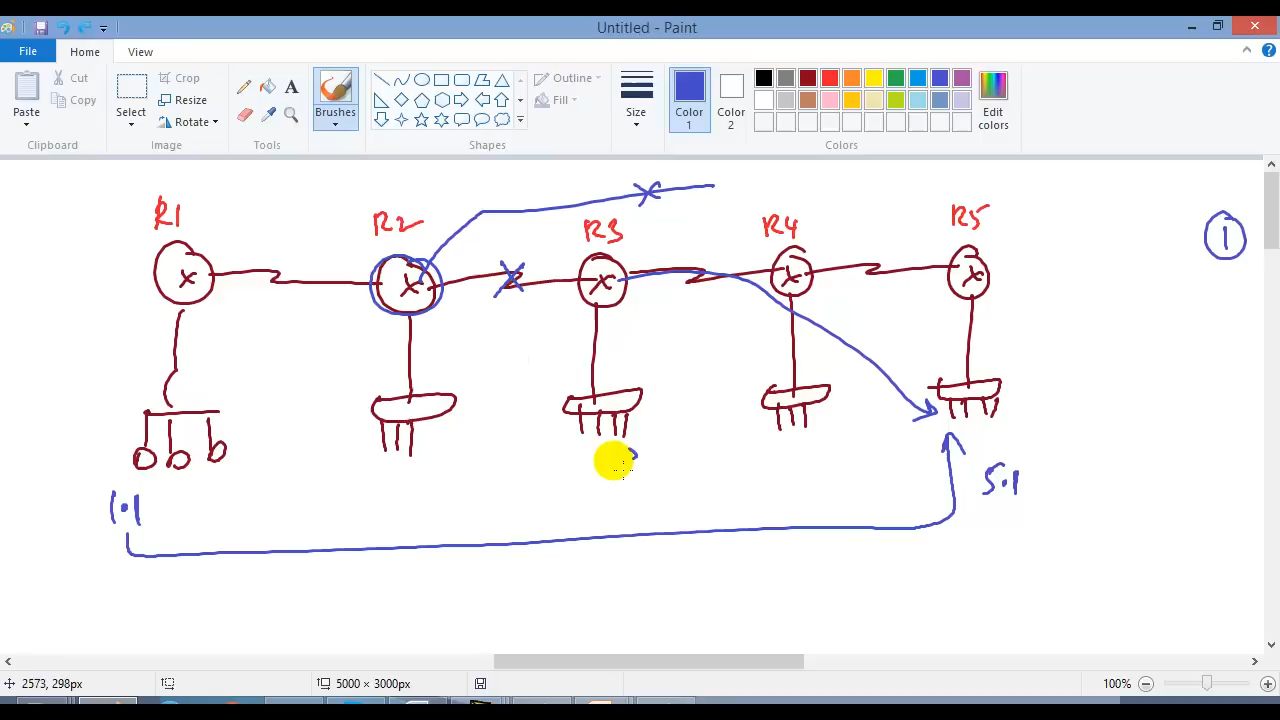 Untitled - Paint
File
Home
View
Paste
Cut
Copy
Clipboard
Select
Crop
Resize
Rotate
Image
A
Tools
Brushes
Outline
Fill
Shapes
Size
Color
1
Color
2
Edit
colors
Colors
R1
R2
R3
R4
R5
1
x
x
x
x
x
1.1
5.1
2573, 298px
5000 × 3000px
100%